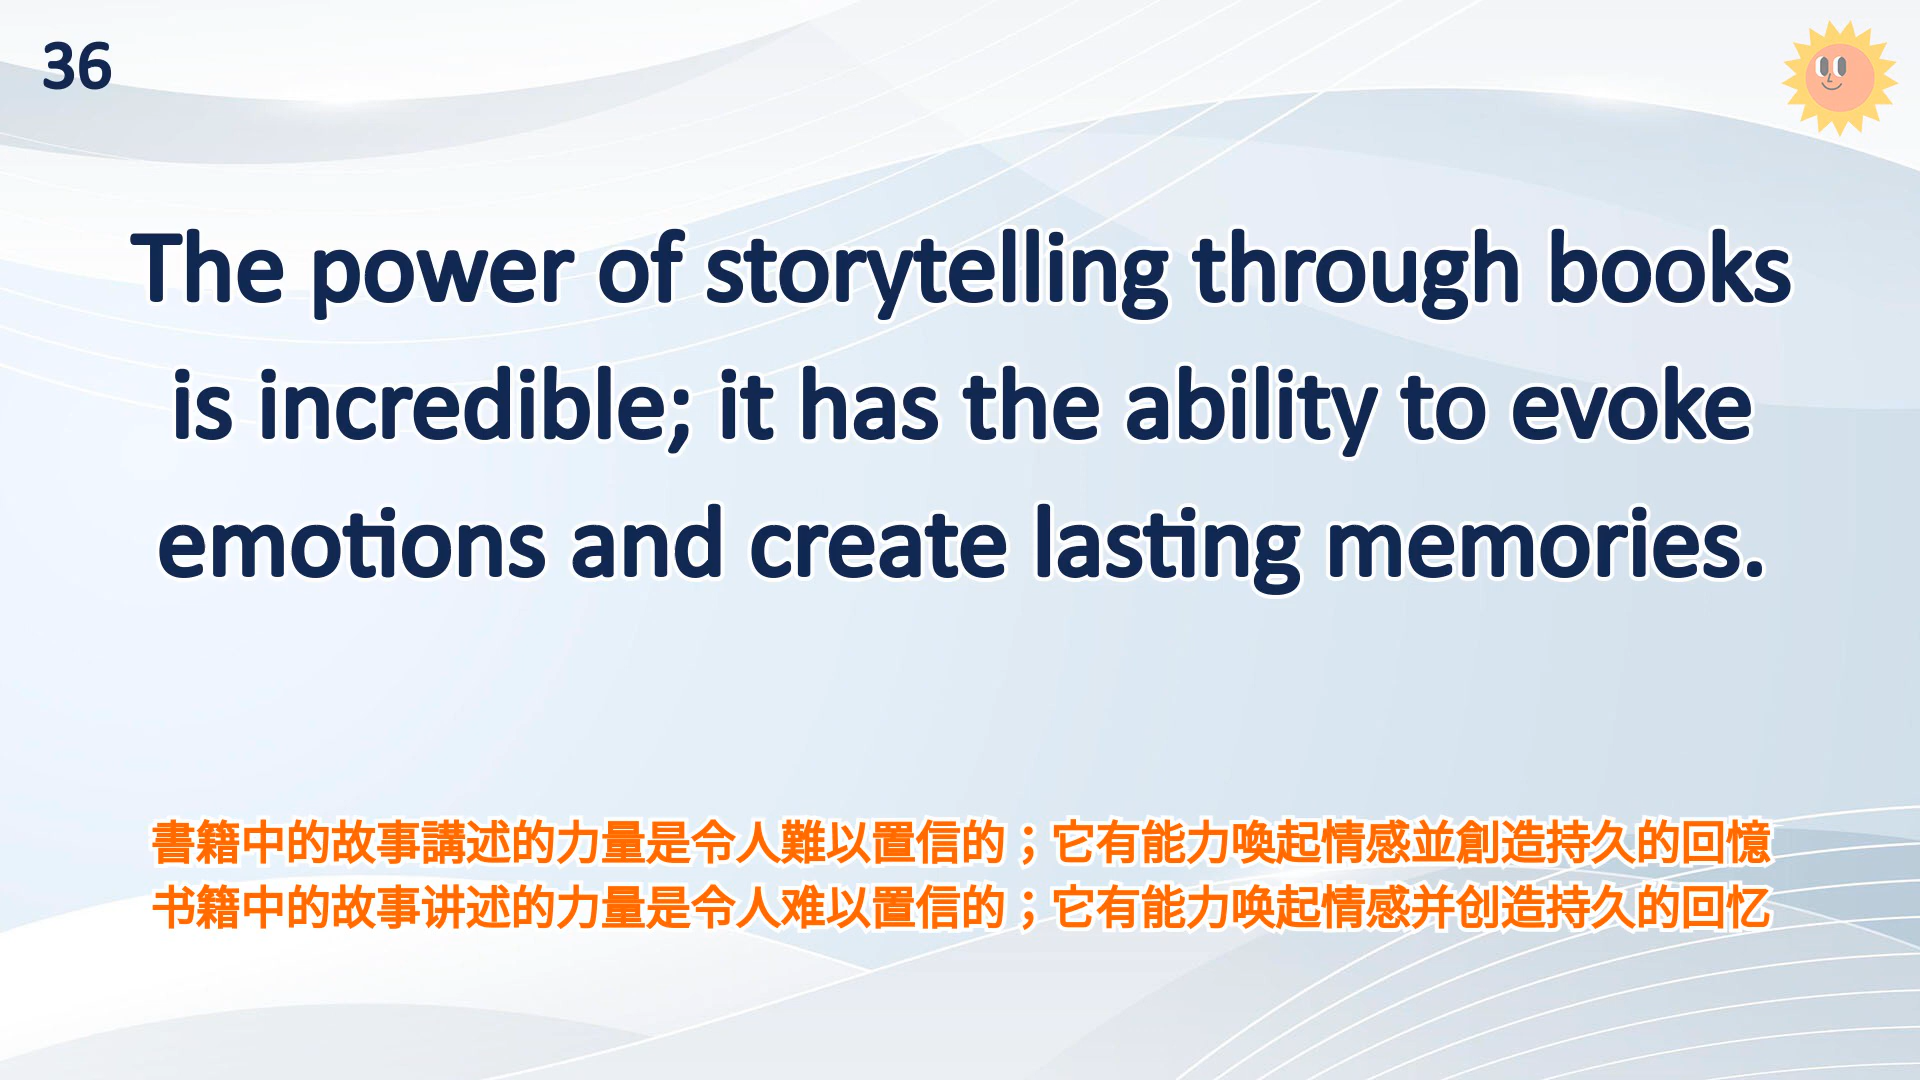 36
The power of storytelling through books
is incredible; it has the ability to evoke
emotions and create lasting memories.
書籍中的故事講述的力量是令人難以置信的；它有能力喚起情感並創造持久的回憶
书籍中的故事讲述的力量是令人难以置信的；它有能力唤起情感并创造持久的回忆